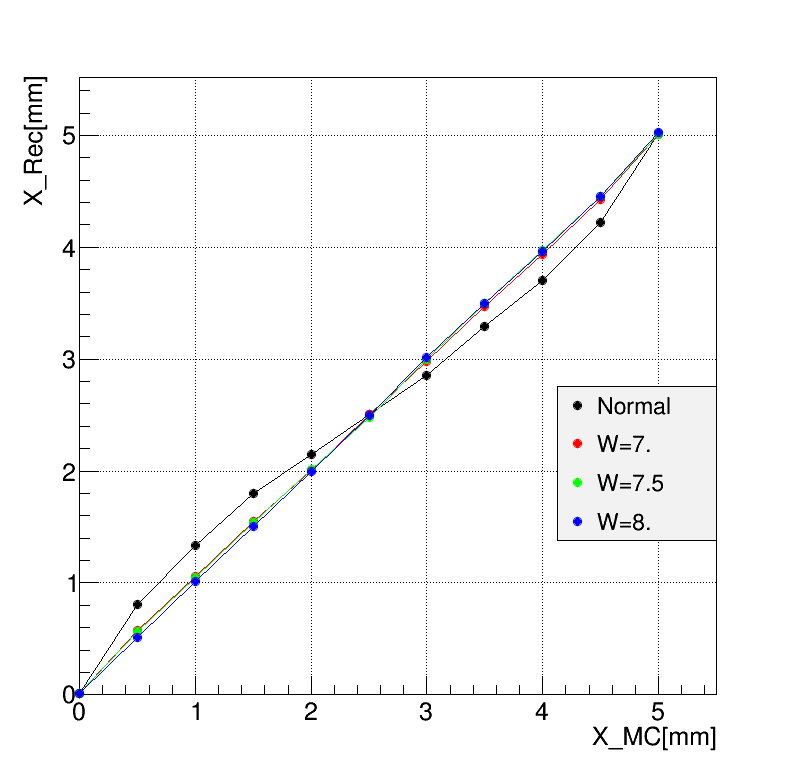 X_Rec[mm]
5
4
3
2
1
0
0 1 2 3 4 5
X_MC[mm]
Normal
W=7.
W=7.5
W=8.